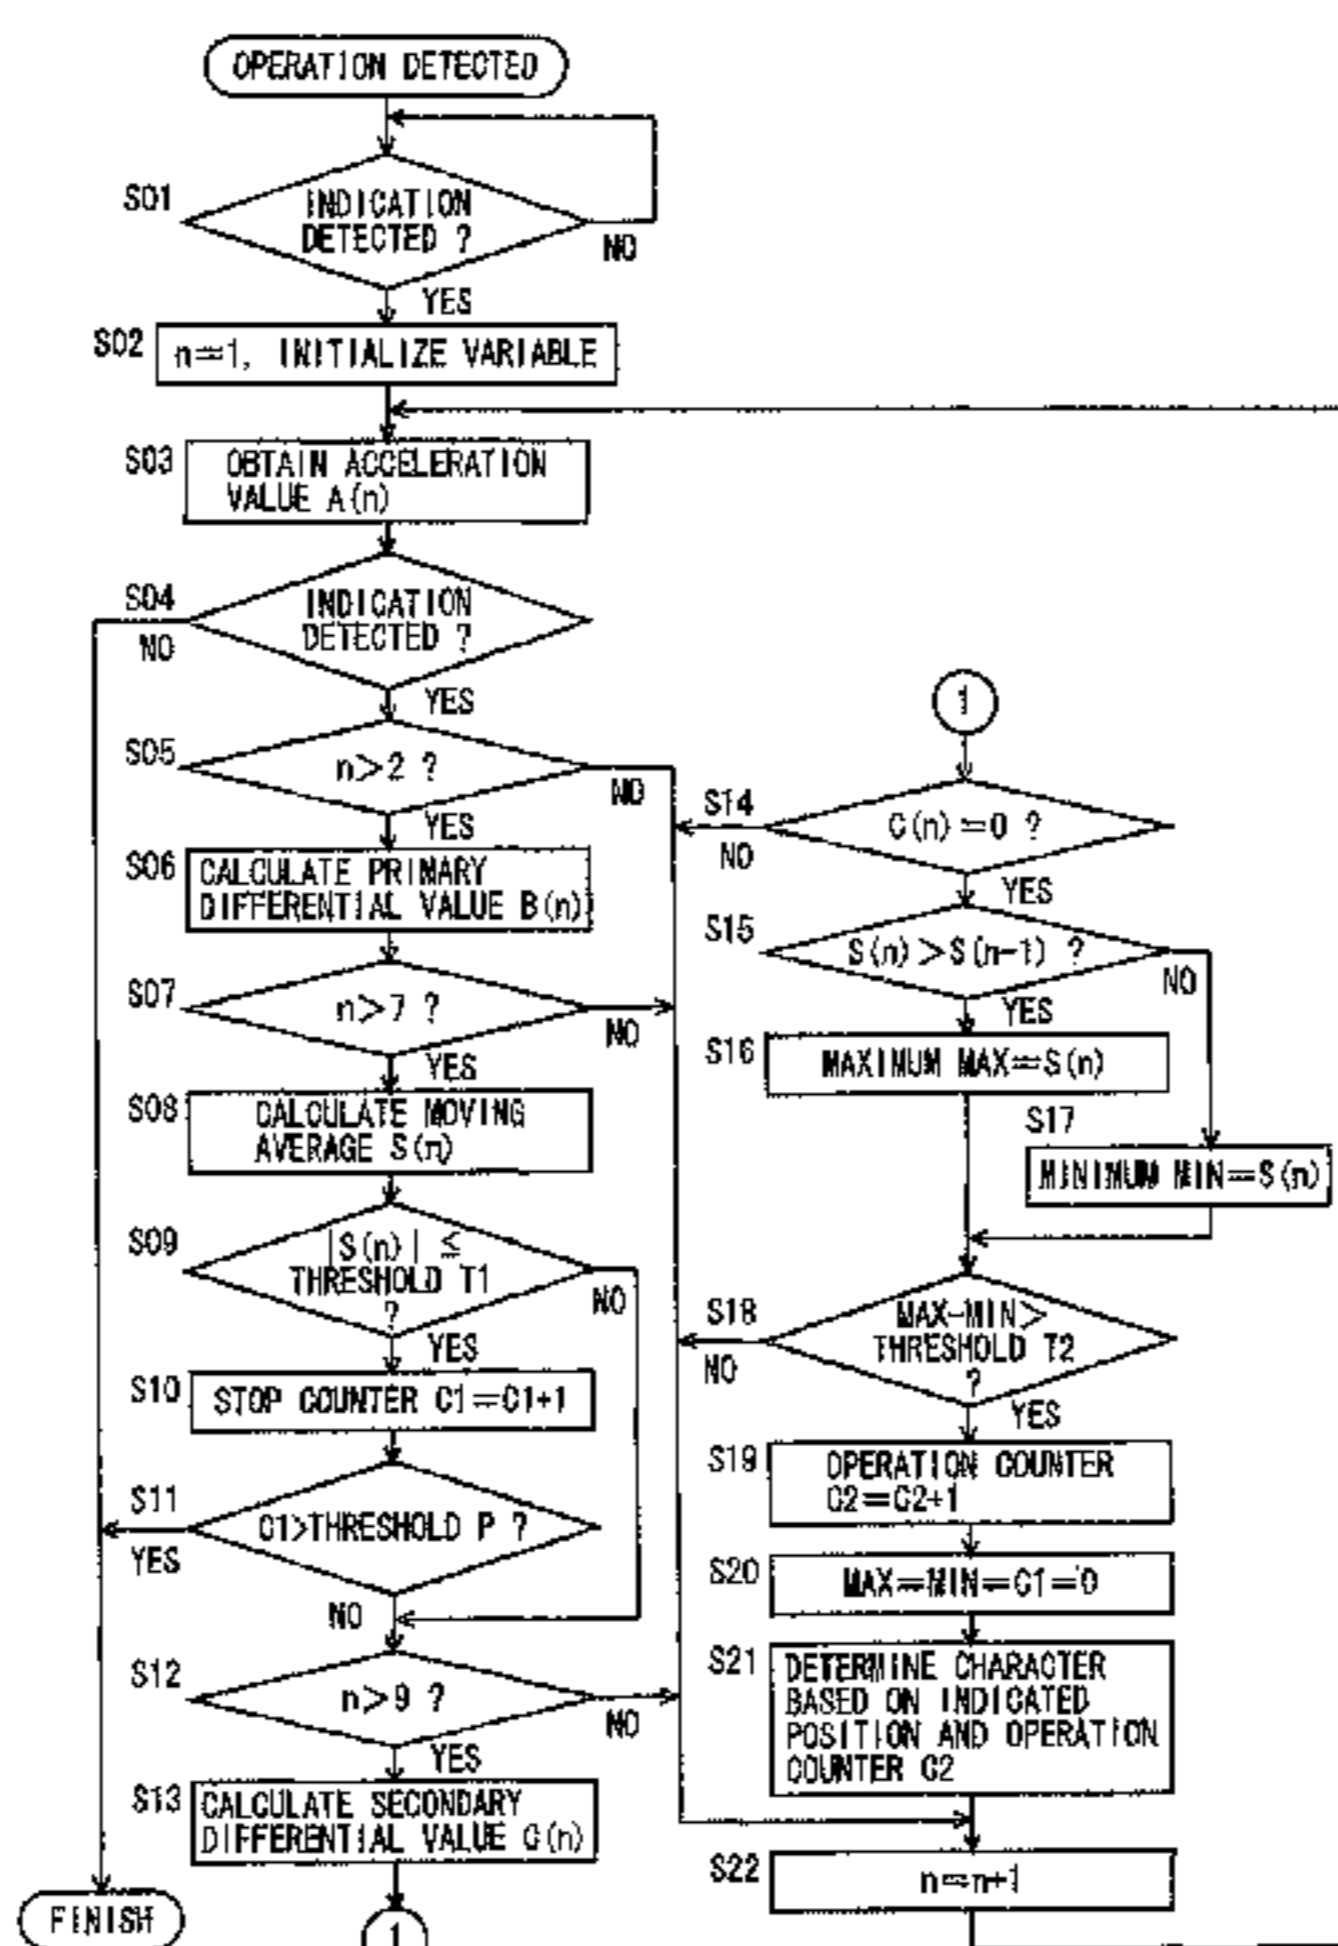 OPERATION DETECTED
S01
INDICATION
DETECTED ?
NO
YES
S02
n=1, INITIALIZE VARIABLE
S03
OBTAIN ACCELERATION
VALUE A(n)
S04
INDICATION
DETECTED ?
NO
YES
S05
n>2 ?
NO
YES
S06
CALCULATE PRIMARY
DIFFERENTIAL VALUE B(n)
S07
n>7 ?
NO
YES
S08
CALCULATE MOVING
AVERAGE S(n)
S09
|S(n)| ≦
THRESHOLD T1
?
NO
YES
S10
STOP COUNTER C1=C1+1
S11
C1>THRESHOLD P ?
YES
NO
S12
n>9 ?
NO
YES
S13
CALCULATE SECONDARY
DIFFERENTIAL VALUE C(n)
FINISH
1
1
S14
C(n)=0 ?
NO
YES
S15
S(n)>S(n-1) ?
NO
YES
S16
MAXIMUM MAX=S(n)
S17
MINIMUM MIN=S(n)
S18
MAX-MIN>
THRESHOLD T2
?
NO
YES
S19
OPERATION COUNTER
C2=C2+1
S20
MAX=MIN=C1=0
S21
DETERMINE CHARACTER
BASED ON INDICATED
POSITION AND OPERATION
COUNTER C2
S22
n=n+1